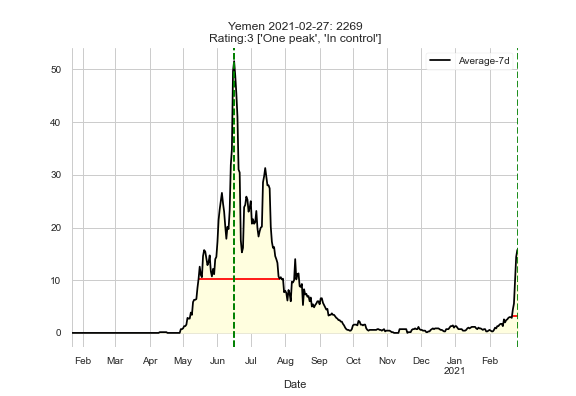 Yemen 2021-02-27: 2269
Rating:3 ['One peak', 'In control']
Average-7d
50
40
30
20
10
0
Feb Mar Apr May Jun Jul Aug Sep Oct Nov Dec Jan Feb
2021
Date